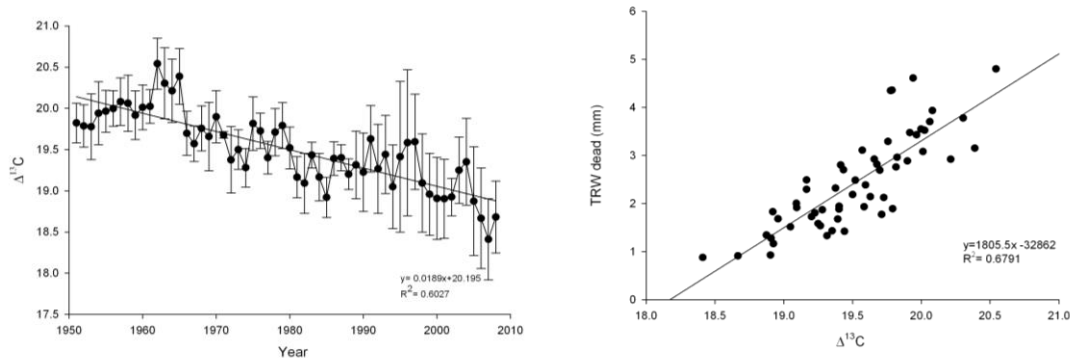 21.0
20.5
20.0
19.5
19.0
18.5
18.0
17.5
Δ¹³C
1950 1960 1970 1980 1990 2000 2010
Year
y= 0.0189x+20.195
R²= 0.6027
6
5
4
3
2
1
0
TRW dead (mm)
18.0 18.5 19.0 19.5 20.0 20.5 21.0
Δ¹³C
y=1805.5x -32862
R²= 0.6791